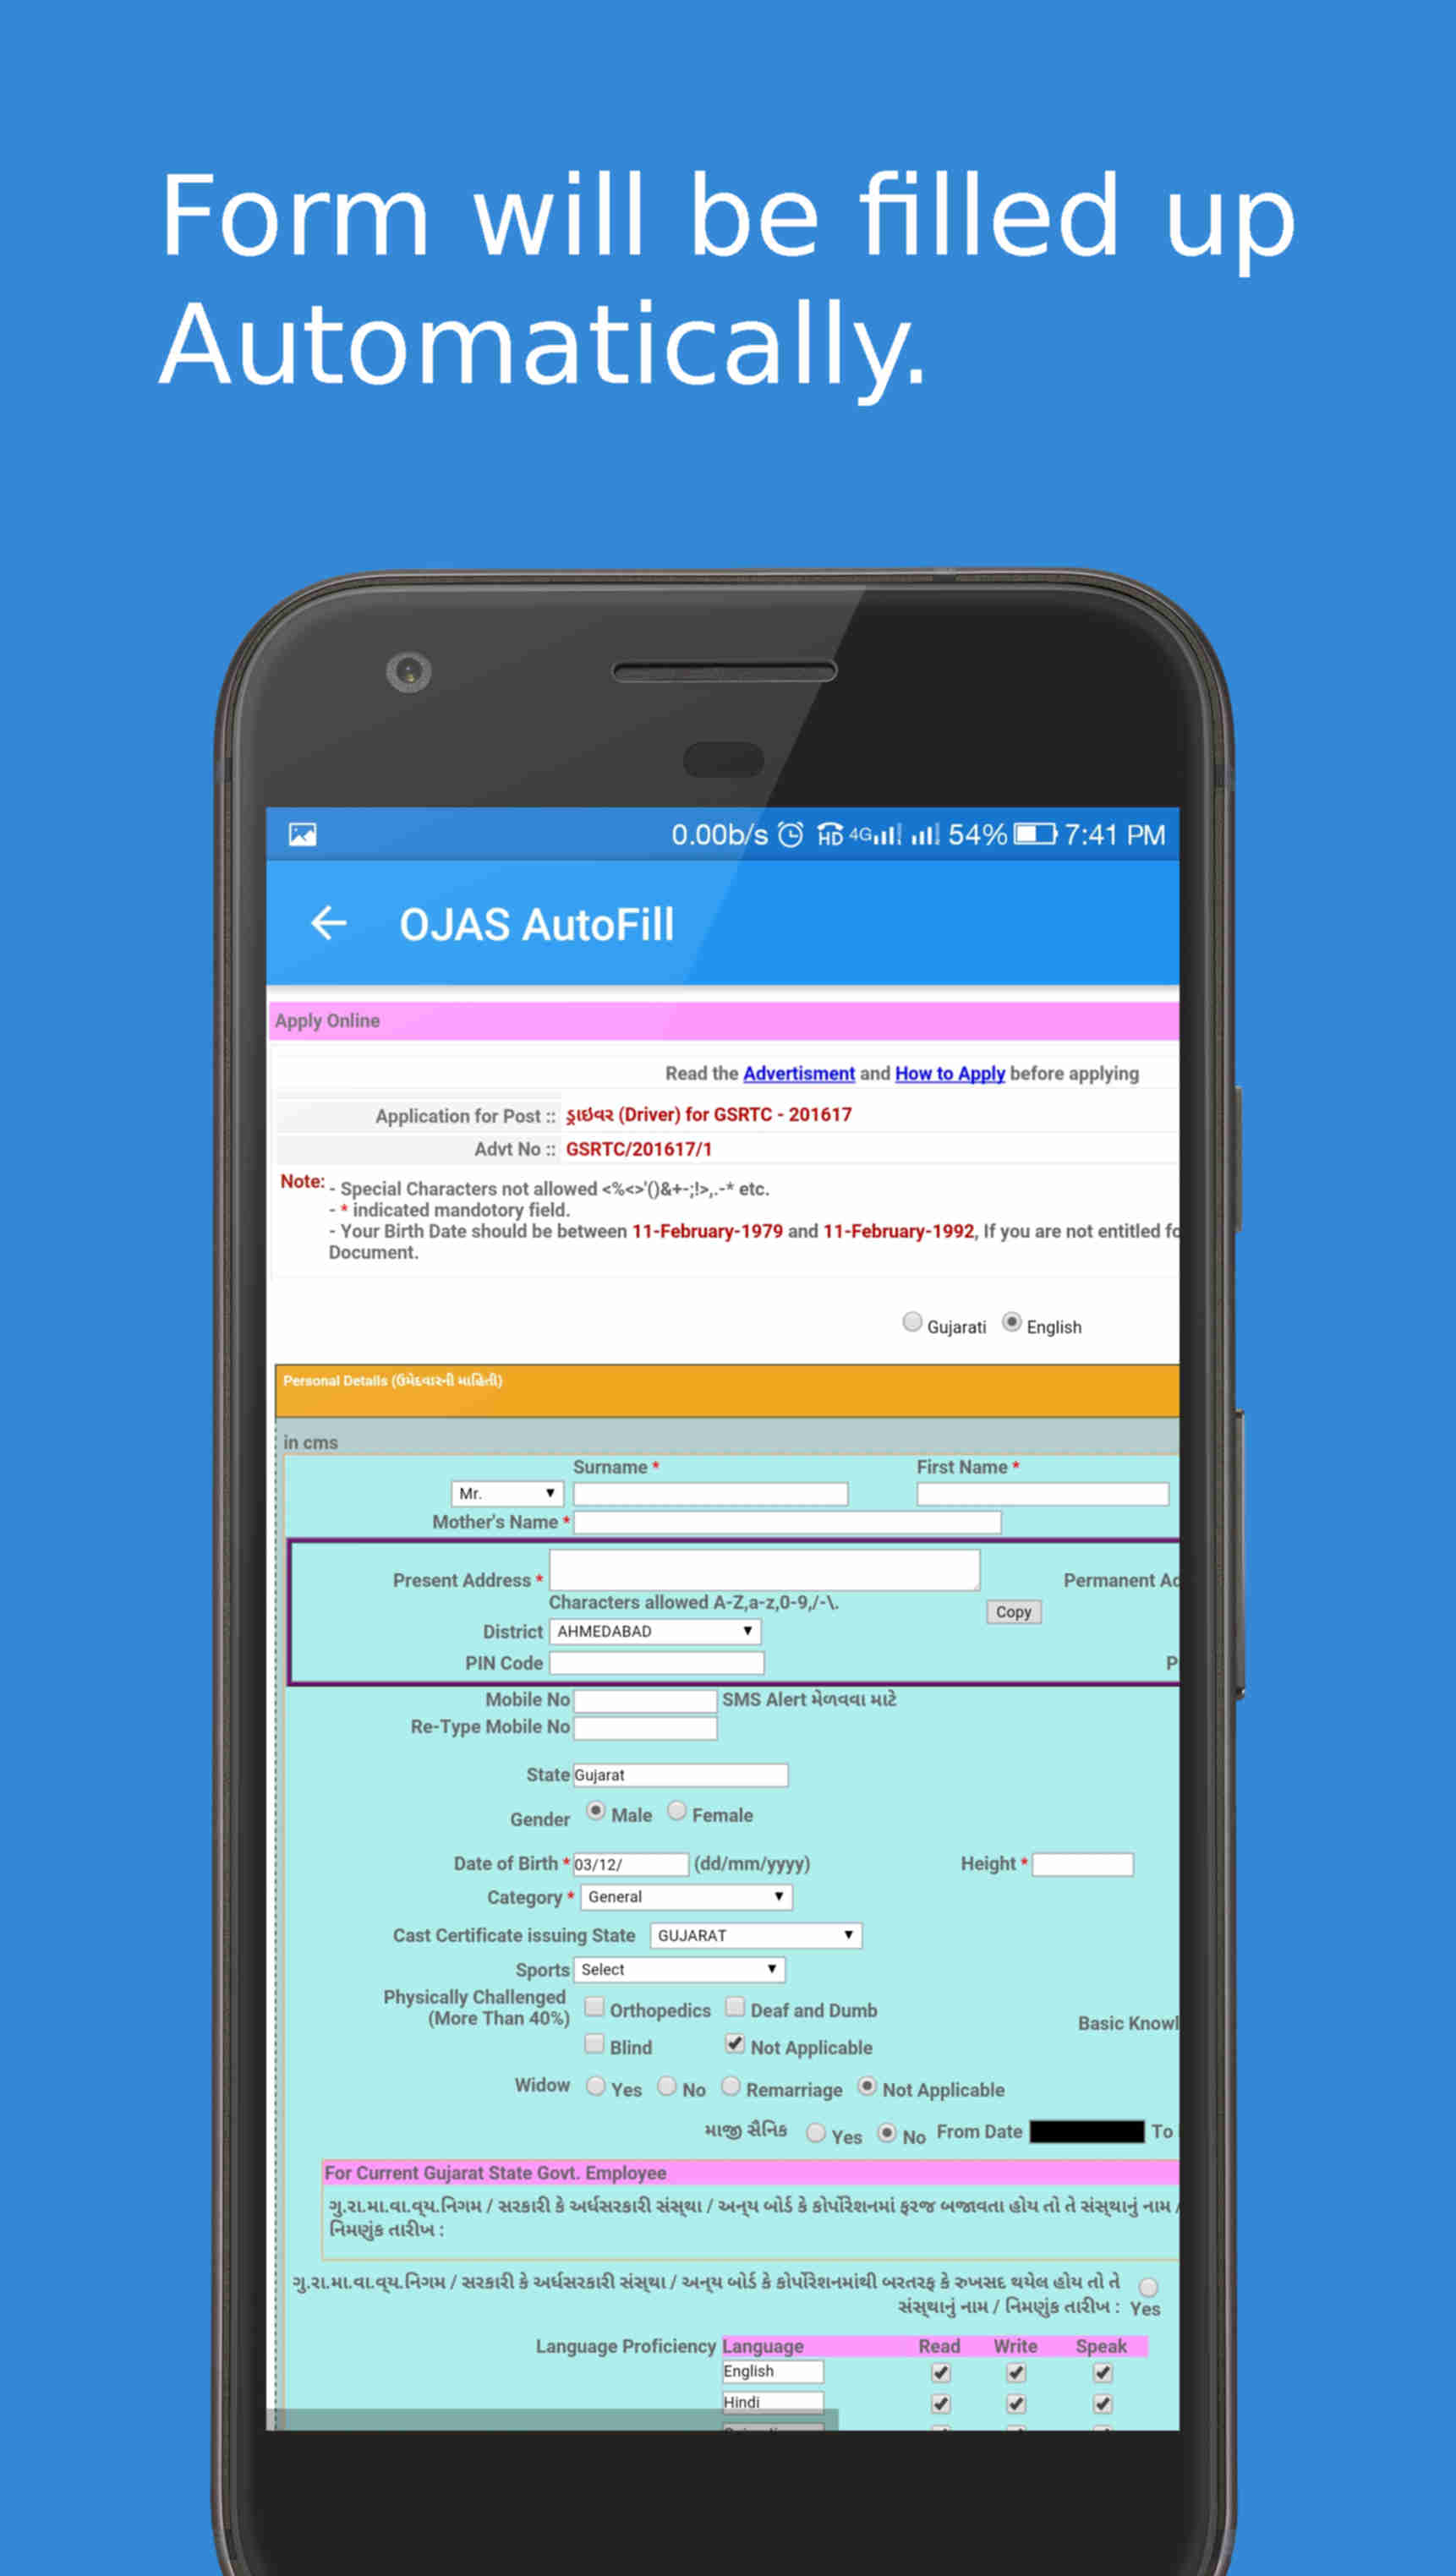 Form will be filled up
Automatically.
0.00b/s HD 4G 54% 7:41 PM
OJAS AutoFill
Apply Online
Read the Advertisment and How to Apply before applying
Application for Post :: ડ્રાઇવર (Driver) for GSRTC - 201617
Advt No :: GSRTC/201617/1
Note: - Special Characters not allowed <%<>'()&+-;!>,.-* etc.
- * indicated mandotory field.
- Your Birth Date should be between 11-February-1979 and 11-February-1992, If you are not entitled fo
Document.
Gujarati English
Personal Details (ઉમેદવારની માહિતી)
in cms
Surname * First Name *
Mr.
Mother's Name *
Present Address * Permanent Ad
Characters allowed A-Z,a-z,0-9,/-\.
Copy
District AHMEDABAD
PIN Code P
Mobile No SMS Alert મેળવવા માટે
Re-Type Mobile No
State Gujarat
Gender Male Female
Date of Birth * 03/12/ (dd/mm/yyyy) Height *
Category * General
Cast Certificate issuing State GUJARAT
Sports Select
Physically Challenged
(More Than 40%) Orthopedics Deaf and Dumb
Basic Knowl
Blind Not Applicable
Widow Yes No Remarriage Not Applicable
માજી સૈનિક Yes No From Date To
For Current Gujarat State Govt. Employee
ગુ.રા.મા.વા.વ્ય.નિગમ / સરકારી કે અર્ધસરકારી સંસ્થા / અન્ય બોર્ડ કે કોર્પોરેશનમાં ફરજ બજાવતા હોય તો તે સંસ્થાનું નામ /
નિમણુંક તારીખ :
ગુ.રા.મા.વા.વ્ય.નિગમ / સરકારી કે અર્ધસરકારી સંસ્થા / અન્ય બોર્ડ કે કોર્પોરેશનમાંથી બરતરફ કે રુખસદ થયેલ હોય તો તે
સંસ્થાનું નામ / નિમણુંક તારીખ : Yes
Language Proficiency Language Read Write Speak
English
Hindi